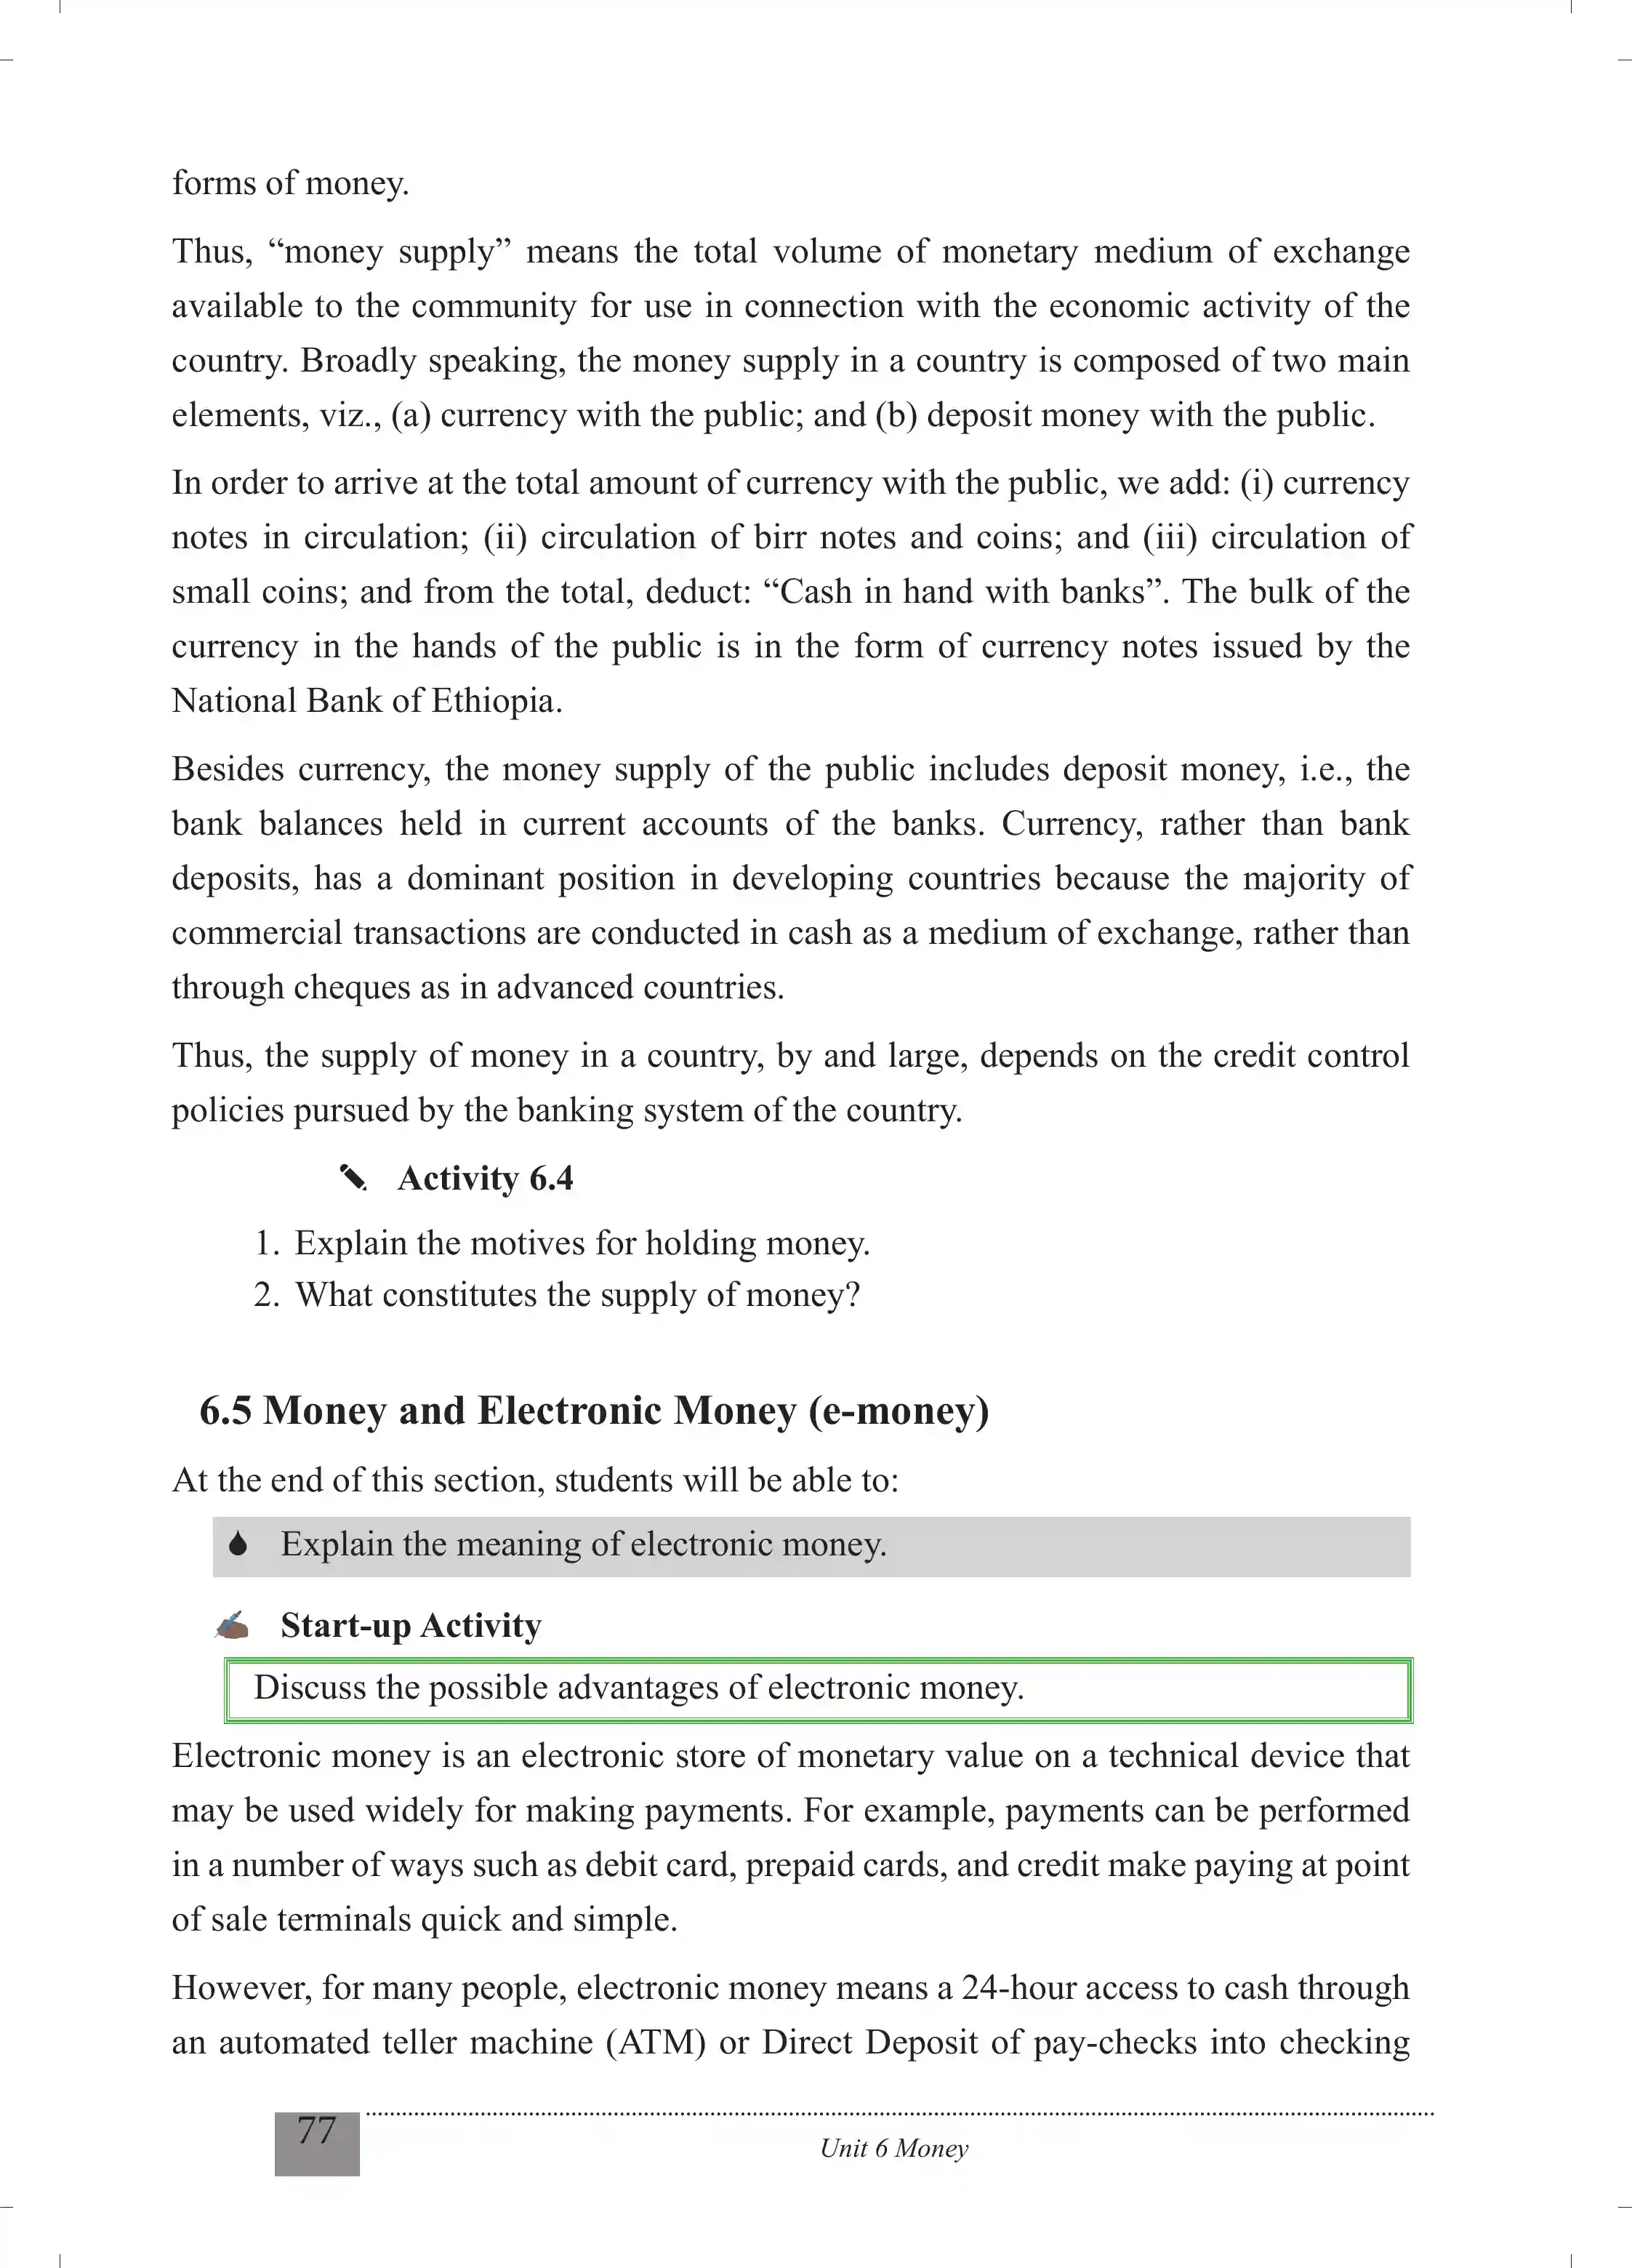 forms of money.
Thus, “money supply” means the total volume of monetary medium of exchange
available to the community for use in connection with the economic activity of the
country. Broadly speaking, the money supply in a country is composed of two main
elements, viz., (a) currency with the public; and (b) deposit money with the public.
In order to arrive at the total amount of currency with the public, we add: (i) currency
notes in circulation; (ii) circulation of birr notes and coins; and (iii) circulation of
small coins; and from the total, deduct: “Cash in hand with banks”. The bulk of the
currency in the hands of the public is in the form of currency notes issued by the
National Bank of Ethiopia.
Besides currency, the money supply of the public includes deposit money, i.e., the
bank balances held in current accounts of the banks. Currency, rather than bank
deposits, has a dominant position in developing countries because the majority of
commercial transactions are conducted in cash as a medium of exchange, rather than
through cheques as in advanced countries.
Thus, the supply of money in a country, by and large, depends on the credit control
policies pursued by the banking system of the country.
Activity 6.4
1. Explain the motives for holding money.
2. What constitutes the supply of money?
6.5 Money and Electronic Money (e-money)
At the end of this section, students will be able to:
Explain the meaning of electronic money.
Start-up Activity
Discuss the possible advantages of electronic money.
Electronic money is an electronic store of monetary value on a technical device that
may be used widely for making payments. For example, payments can be performed
in a number of ways such as debit card, prepaid cards, and credit make paying at point
of sale terminals quick and simple.
However, for many people, electronic money means a 24-hour access to cash through
an automated teller machine (ATM) or Direct Deposit of pay-checks into checking
77
Unit 6 Money